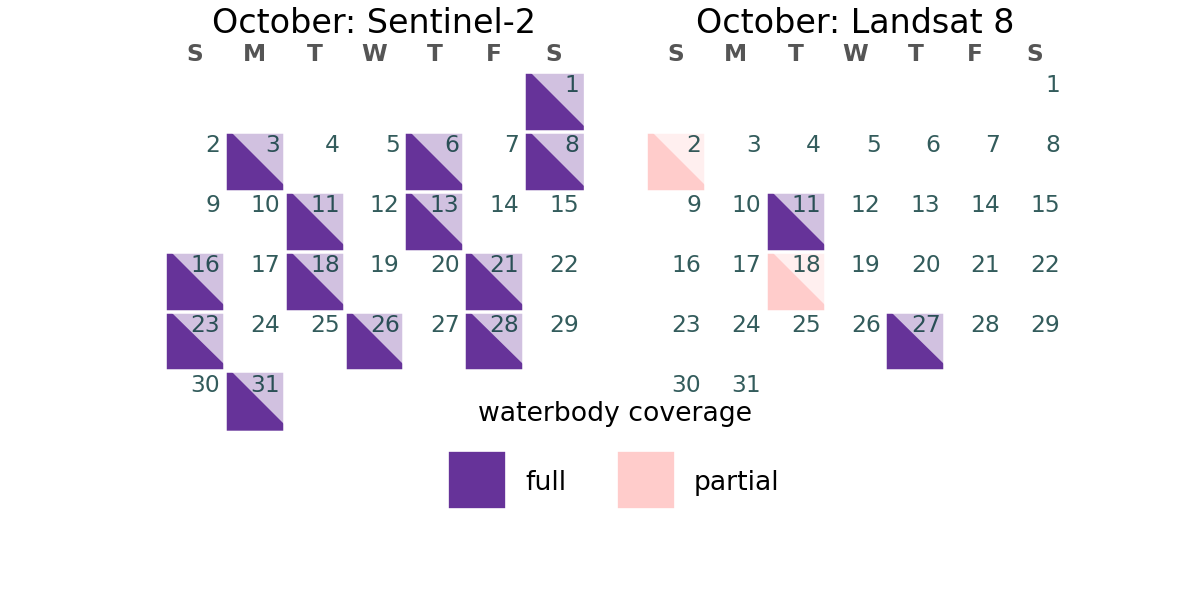 October: Sentinel-2
S M T W T F S
1
2 3 4 5 6 7 8
9 10 11 12 13 14 15
16 17 18 19 20 21 22
23 24 25 26 27 28 29
30 31
October: Landsat 8
S M T W T F S
1
2 3 4 5 6 7 8
9 10 11 12 13 14 15
16 17 18 19 20 21 22
23 24 25 26 27 28 29
30 31
waterbody coverage
full partial